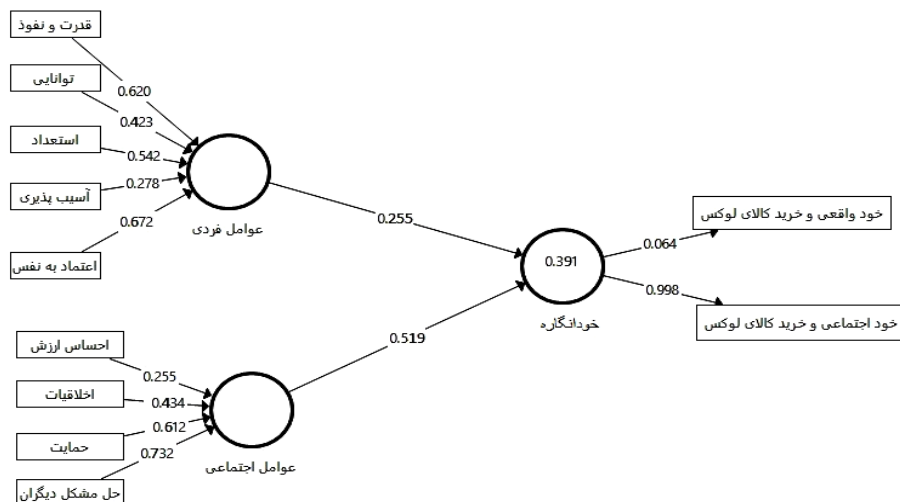 قدرت و نفوذ
توانایی
0.620
0.423
استعداد
0.542
آسیب پذیری
0.278
0.672
اعتماد به نفس
عوامل فردی
0.255
خود واقعی و خرید کالای لوکس
0.064
0.391
0.998
خودانگاره
خود اجتماعی و خرید کالای لوکس
0.519
احساس ارزش
0.255
اخلاقیات
0.434
0.612
حمایت
0.732
عوامل اجتماعی
حل مشکل دیگران